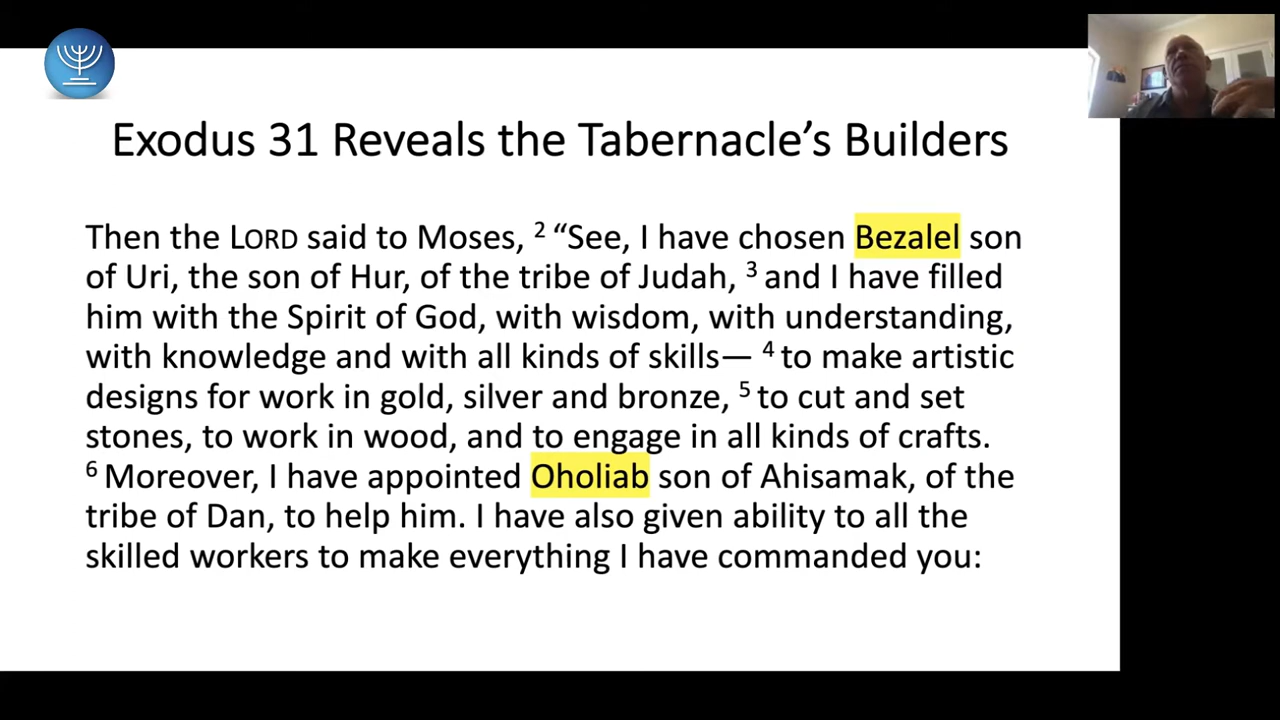 Exodus 31 Reveals the Tabernacle’s Builders
Then the LORD said to Moses, ² “See, I have chosen Bezalel son
of Uri, the son of Hur, of the tribe of Judah, ³ and I have filled
him with the Spirit of God, with wisdom, with understanding,
with knowledge and with all kinds of skills— ⁴ to make artistic
designs for work in gold, silver and bronze, ⁵ to cut and set
stones, to work in wood, and to engage in all kinds of crafts.
⁶ Moreover, I have appointed Oholiab son of Ahisamak, of the
tribe of Dan, to help him. I have also given ability to all the
skilled workers to make everything I have commanded you: